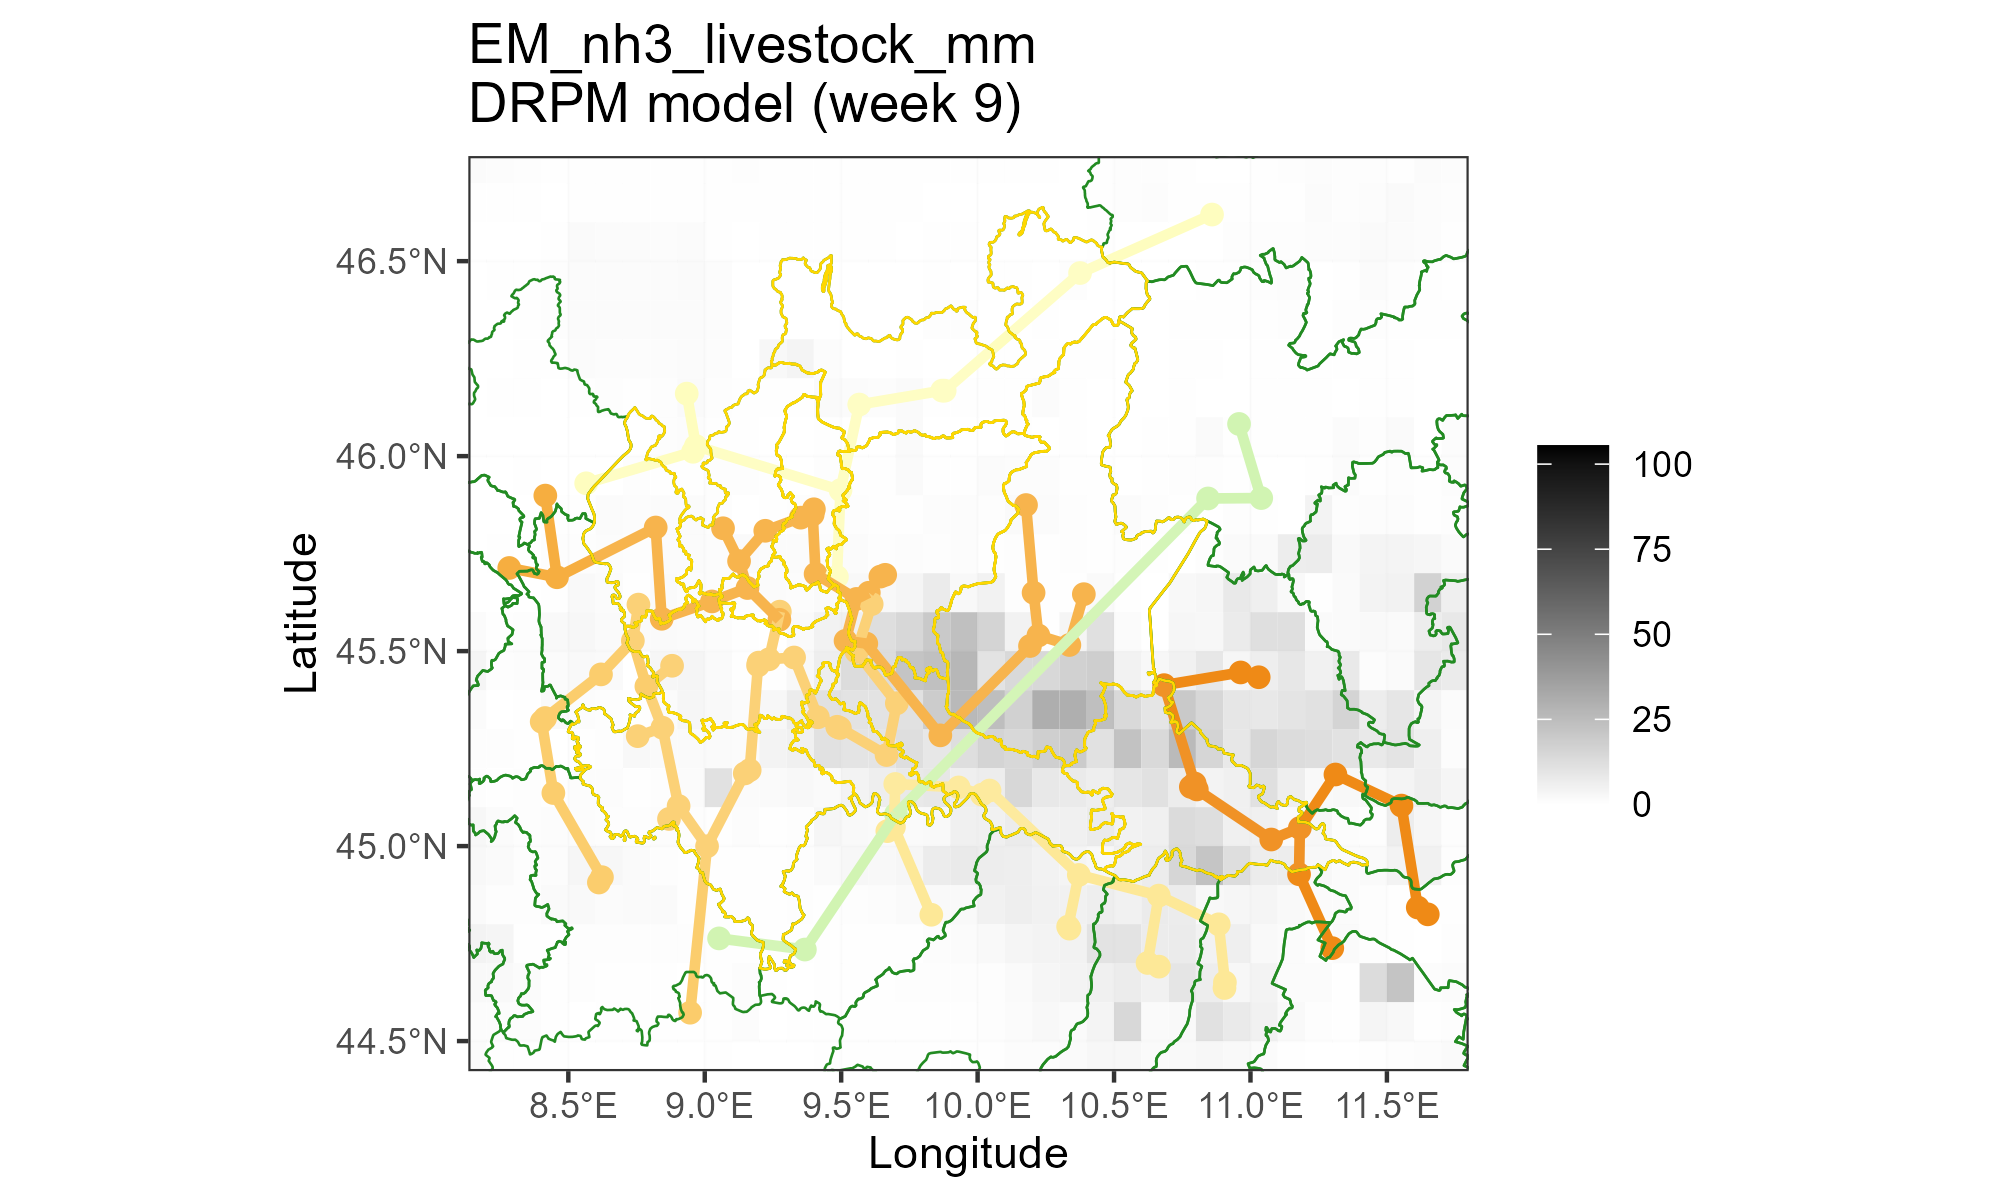 EM_nh3_livestock_mm
DRPM model (week 9)
Latitude
46.5°N
46.0°N
45.5°N
45.0°N
44.5°N
8.5°E
9.0°E
9.5°E
10.0°E
10.5°E
11.0°E
11.5°E
Longitude
100
75
50
25
0